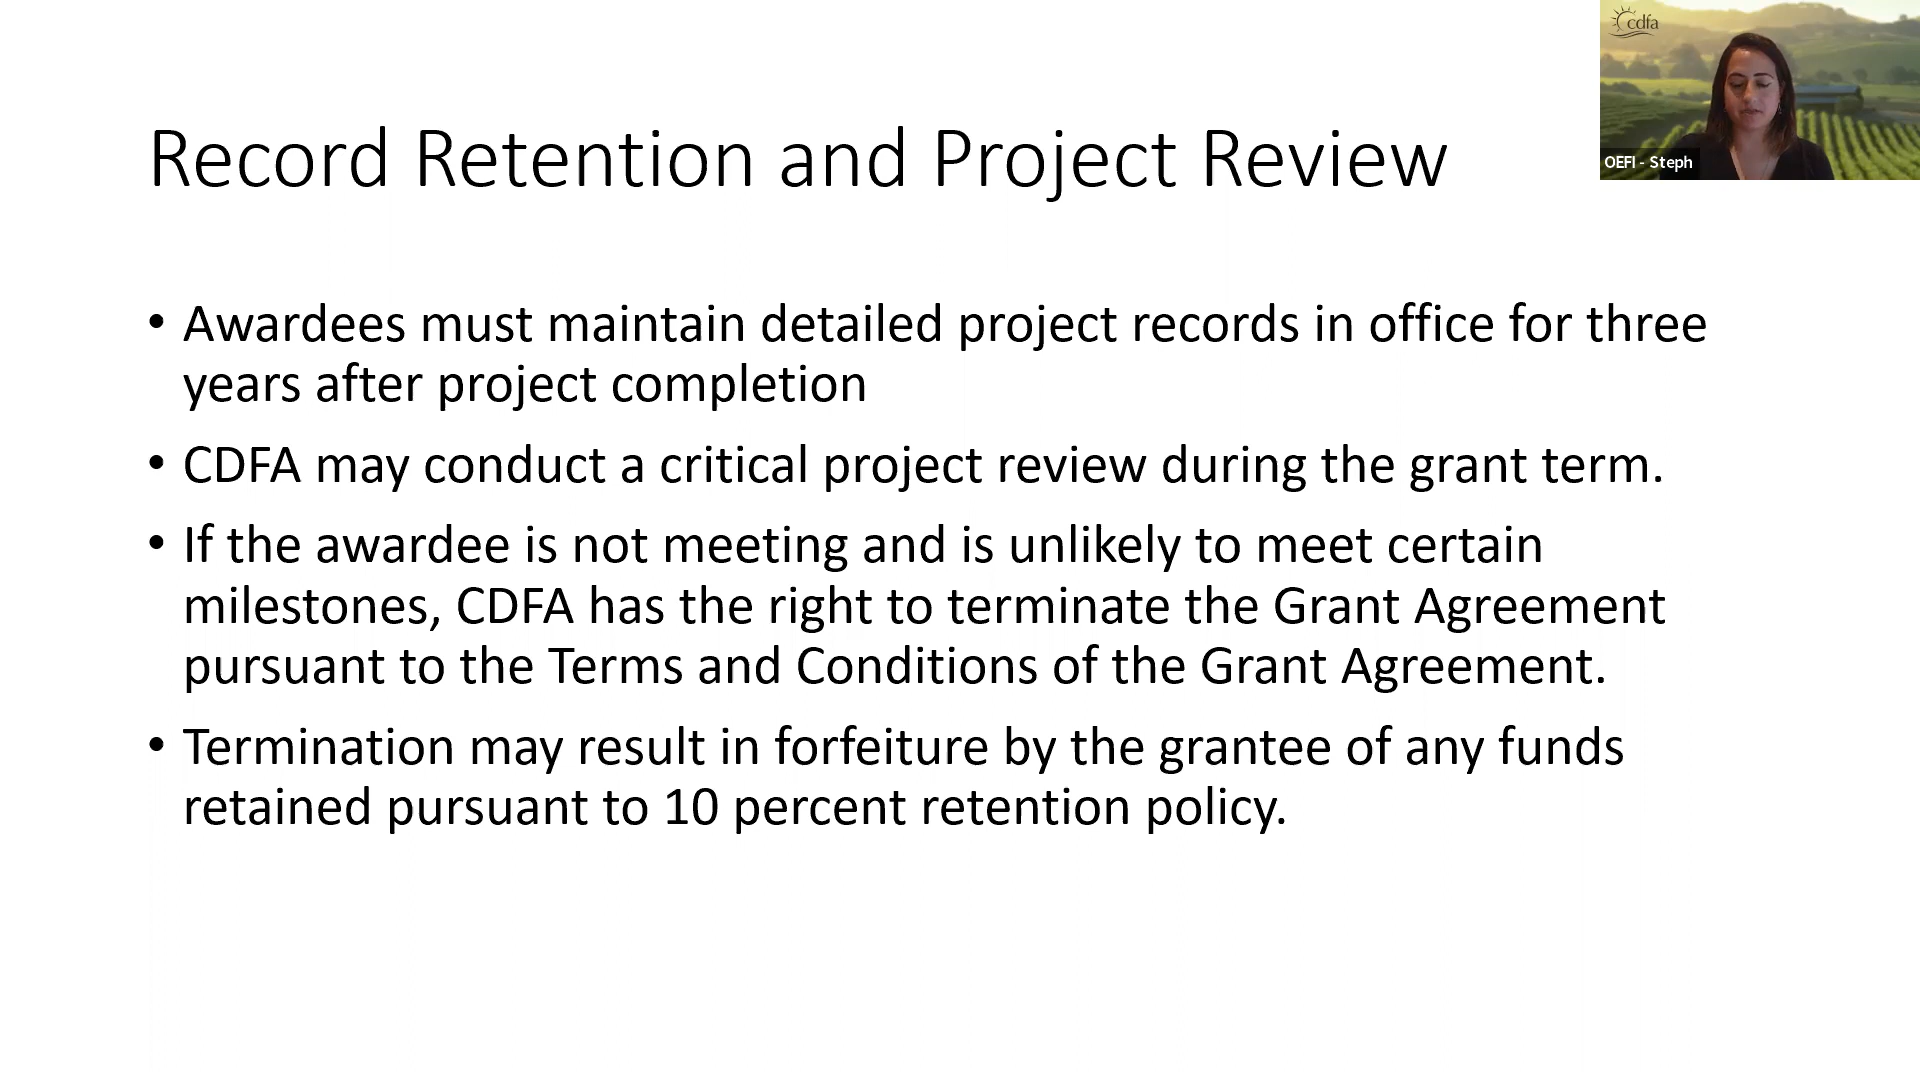 cdfa
OEFI - Steph
Record Retention and Project Review
• Awardees must maintain detailed project records in office for three
years after project completion
• CDFA may conduct a critical project review during the grant term.
• If the awardee is not meeting and is unlikely to meet certain
milestones, CDFA has the right to terminate the Grant Agreement
pursuant to the Terms and Conditions of the Grant Agreement.
• Termination may result in forfeiture by the grantee of any funds
retained pursuant to 10 percent retention policy.